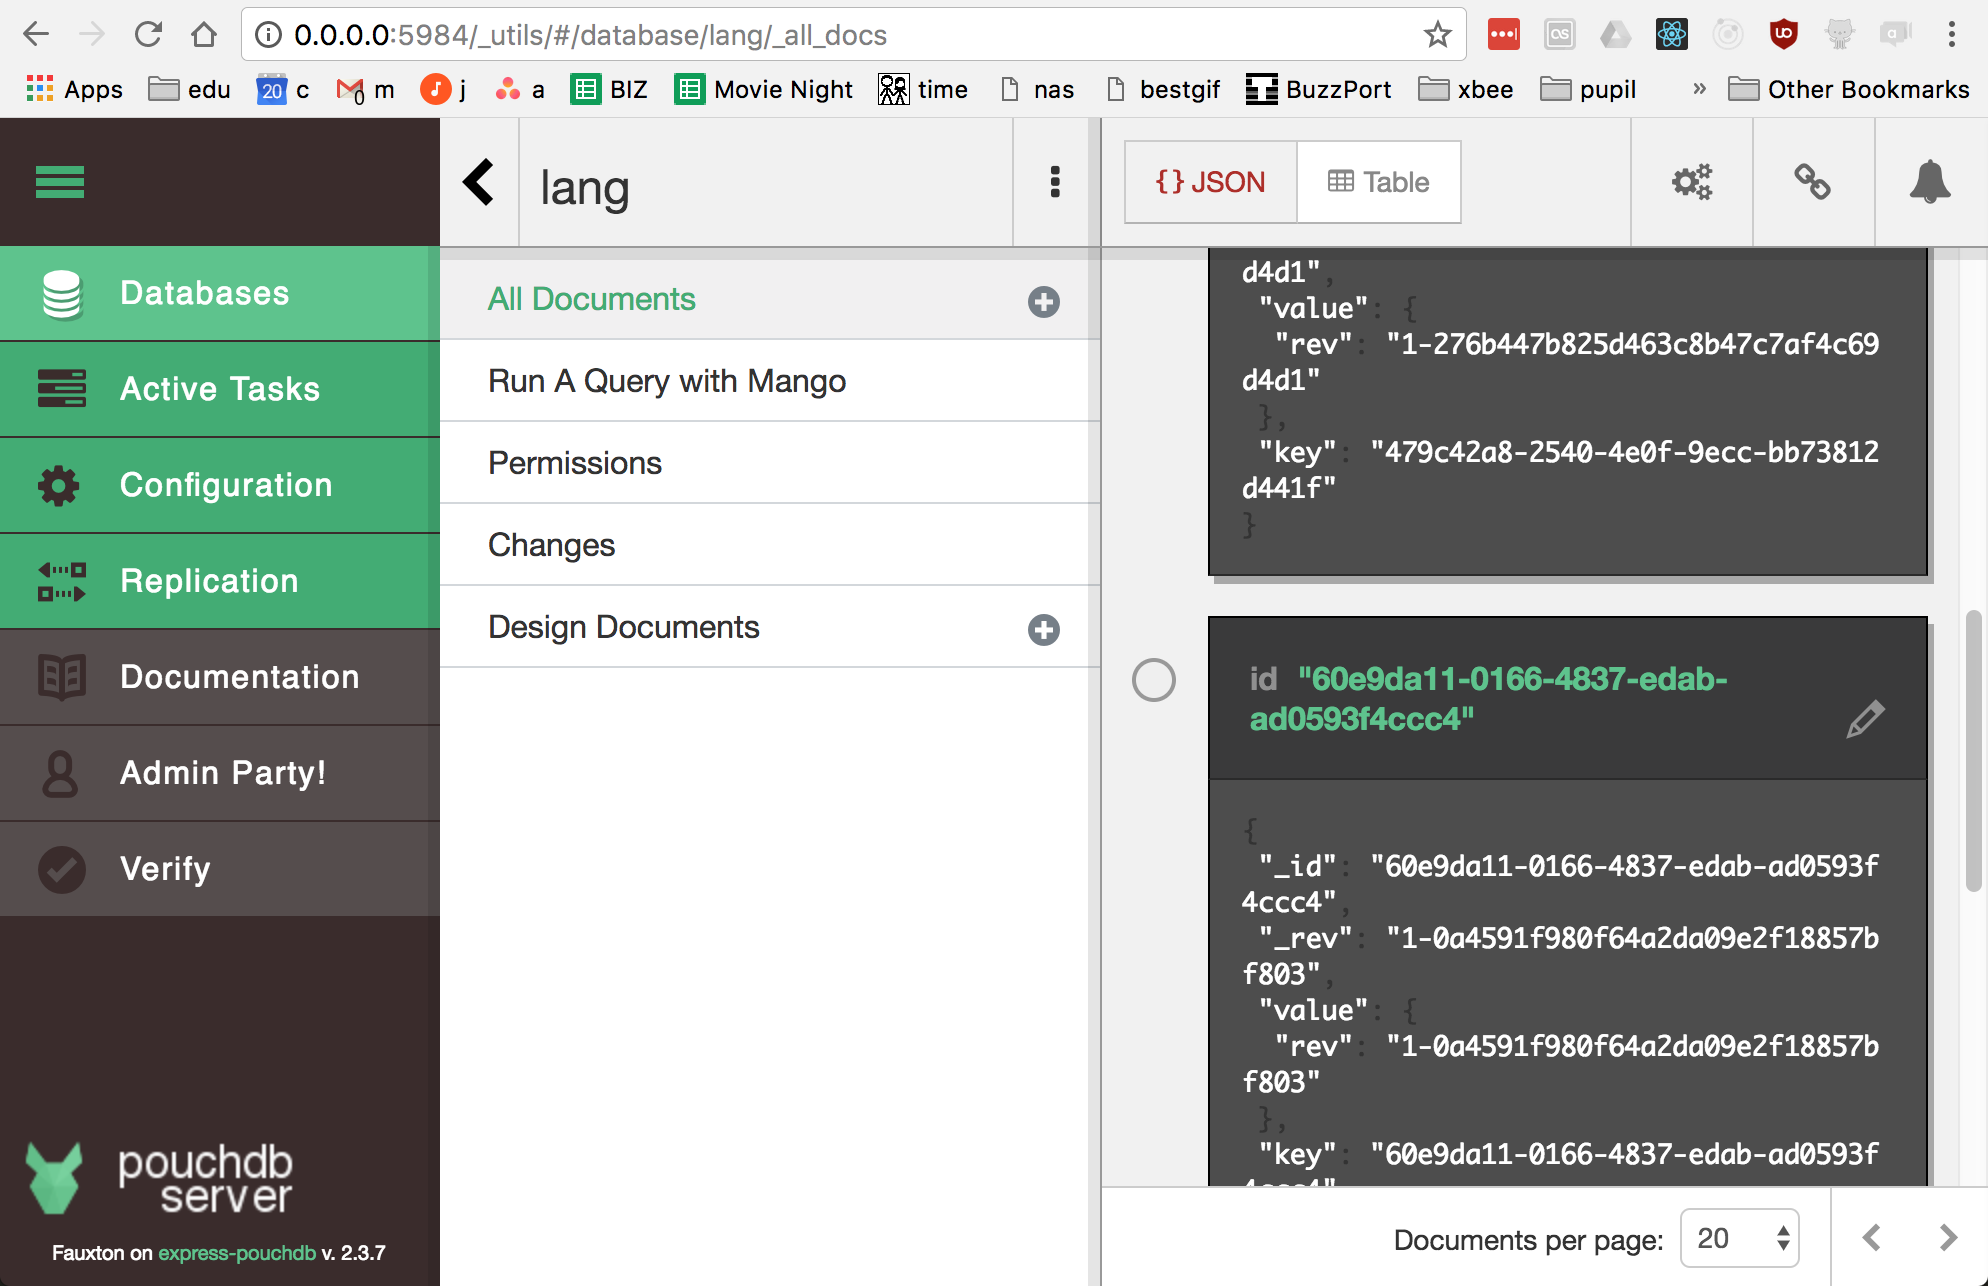 0.0.0.0:5984/_utils/#/database/lang/_all_docs
Apps edu 20 c 0 m j a BIZ Movie Night time nas bestgif BuzzPort xbee pupil » Other Bookmarks
lang
{} JSON Table
Databases
Active Tasks
Configuration
Replication
Documentation
Admin Party!
Verify
pouchdb
server
Fauxton on express-pouchdb v. 2.3.7
All Documents
Run A Query with Mango
Permissions
Changes
Design Documents
d4d1",
"value": {
"rev": "1-276b447b825d463c8b47c7af4c69
d4d1"
},
"key": "479c42a8-2540-4e0f-9ecc-bb73812
d441f"
}
id "60e9da11-0166-4837-edab-
ad0593f4ccc4"
{
"_id": "60e9da11-0166-4837-edab-ad0593f
4ccc4",
"_rev": "1-0a4591f980f64a2da09e2f18857b
f803",
"value": {
"rev": "1-0a4591f980f64a2da09e2f18857b
f803"
},
"key": "60e9da11-0166-4837-edab-ad0593f
4ccc4"
Documents per page: 20